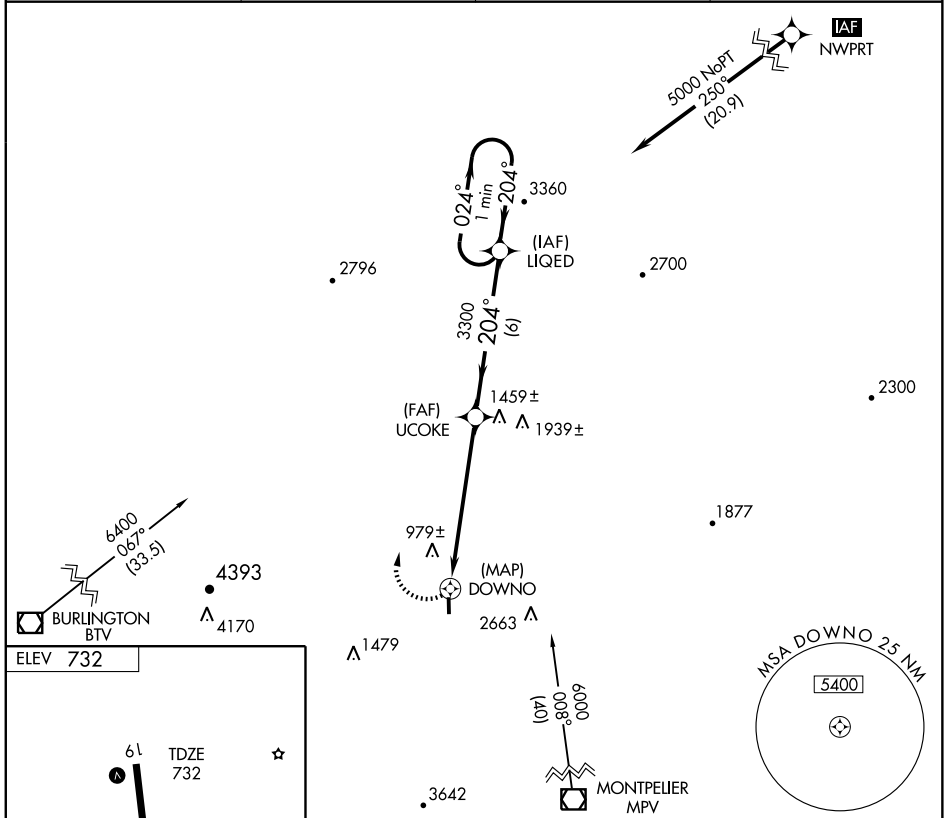 IAF
NWPRT
5000 NoPT
250°
(20.9)
024°
1 min
204°
3360
(IAF)
LIQED
2796
2700
3300
204°
(6)
2300
(FAF)
UCOKE
1459±
1939±
1877
6400
067°
(33.5)
979±
(MAP)
DOWNO
4393
BURLINGTON
BTV
4170
2663
1479
MSA DOWNO 25 NM
5400
ELEV 732
6000
008°
(40)
19
TDZE
732
3642
MONTPELIER
MPV